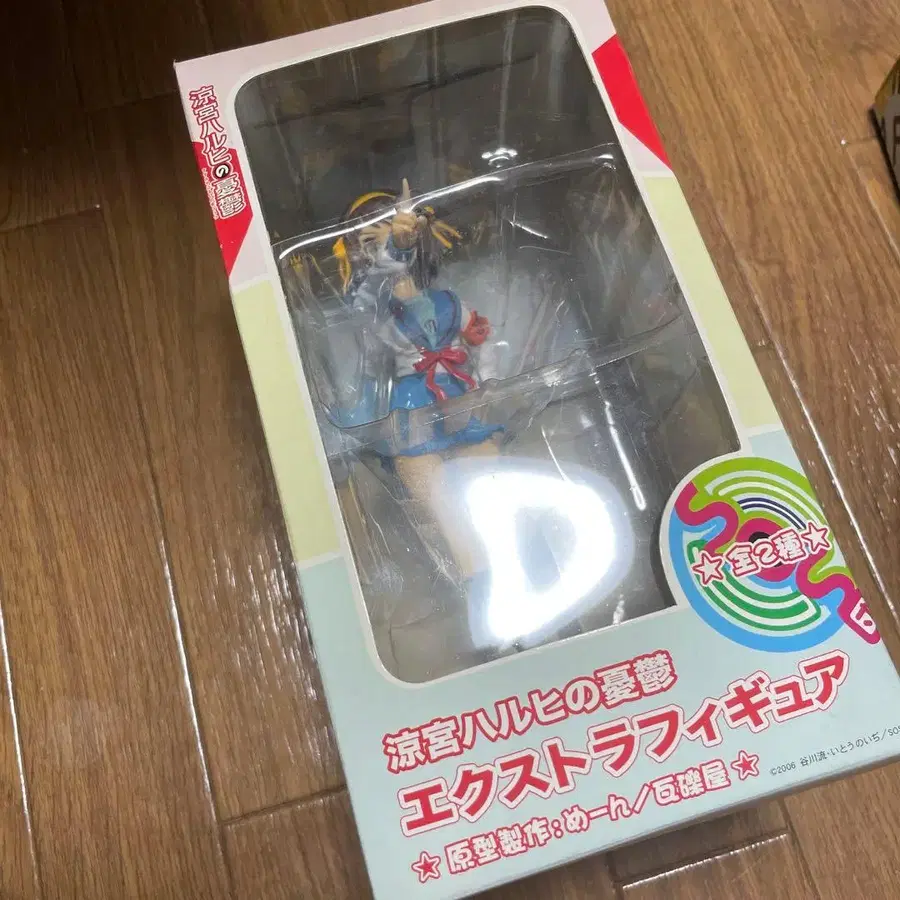 涼宮ハルヒの憂鬱
★全2種★
涼宮ハルヒの憂鬱
エクストラフィギュア
★原型製作:めーん/瓦礫屋★
©2006 谷川流・いとうのいぢ/SOS